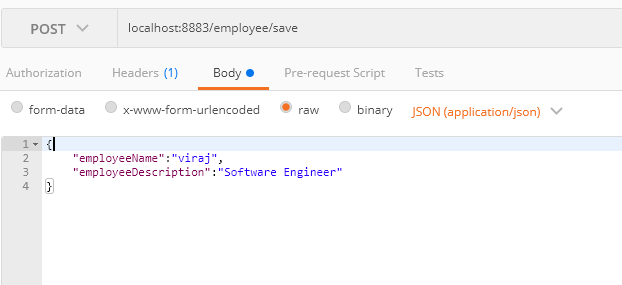 POST localhost:8883/employee/save
Authorization Headers (1) Body Pre-request Script Tests
form-data x-www-form-urlencoded raw binary JSON (application/json)
1 {
2 "employeeName":"viraj",
3 "employeeDescription":"Software Engineer"
4 }